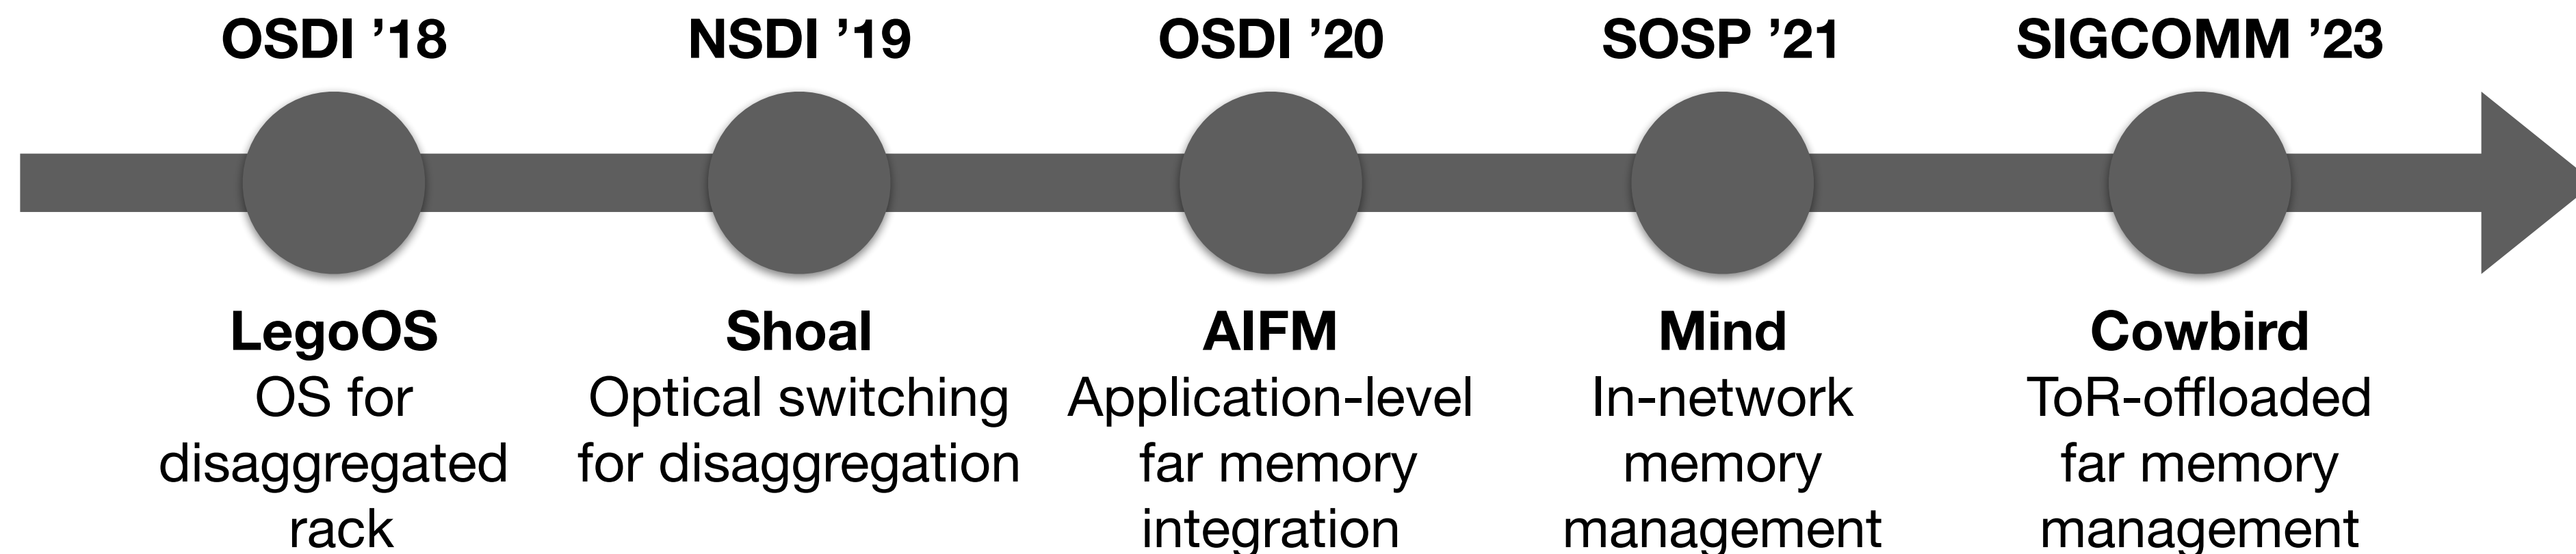 OSDI ’18
NSDI ’19
OSDI ’20
SOSP ’21
SIGCOMM ’23
LegoOS
OS for
disaggregated
rack
Shoal
Optical switching
for disaggregation
AIFM
Application-level
far memory
integration
Mind
In-network
memory
management
Cowbird
ToR-offloaded
far memory
management